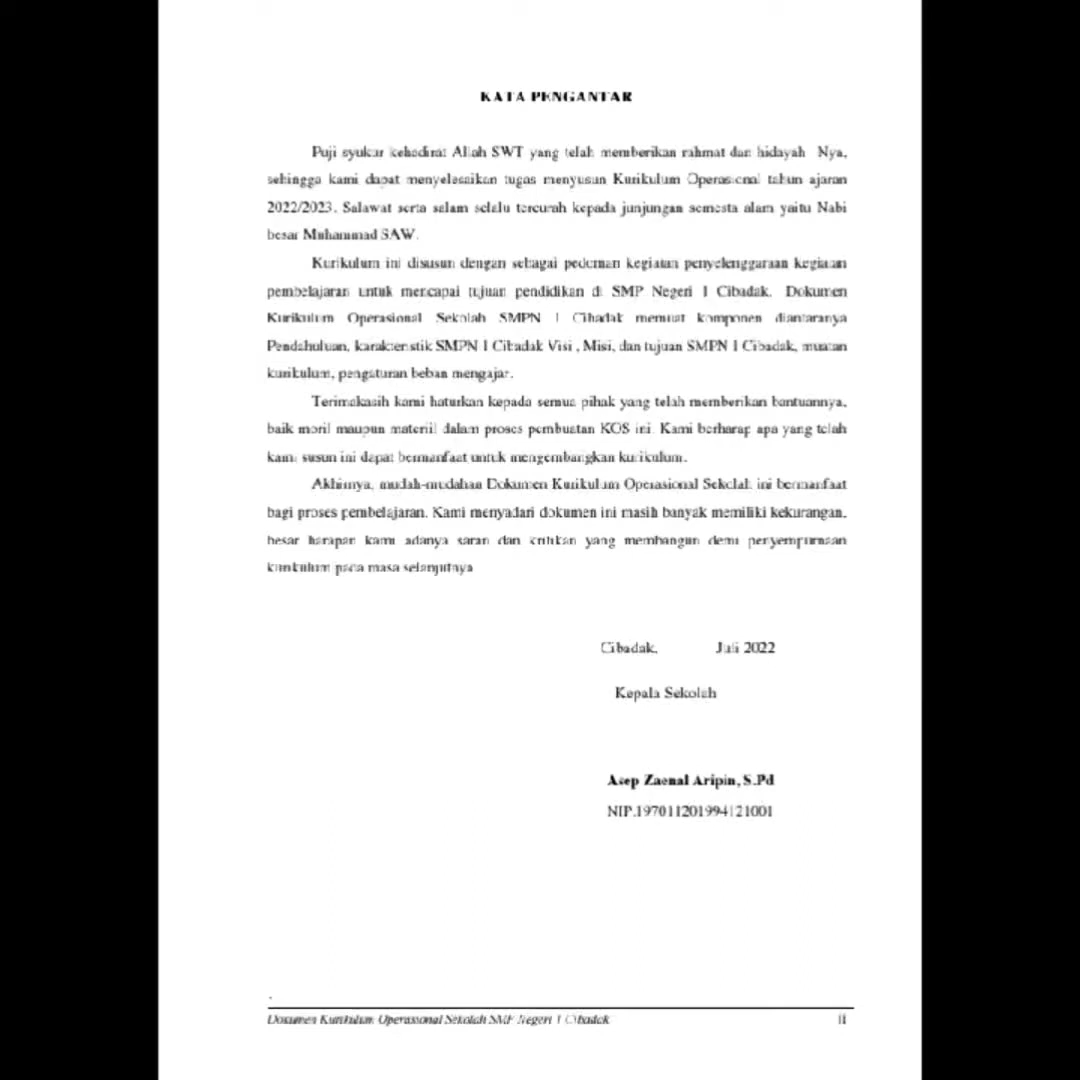 KATA PENGANTAR
Puji syukur kehadirat Allah SWT yang telah memberikan rahmat dan hidayah Nya,
sehingga kami dapat menyelesaikan tugas menyusun Kurikulum Operasional tahun ajaran
2022/2023. Salawat serta salam selalu tercurah kepada junjungan semesta alam yaitu Nabi
besar Muhammad SAW.
Kurikulum ini disusun dengan sebagai pedoman kegiatan penyelenggaraan kegiatan
pembelajaran untuk mencapai tujuan pendidikan di SMP Negeri 1 Cibadak. Dokumen
Kurikulum Operasional Sekolah SMPN 1 Cibadak memuat komponen diantaranya
Pendahuluan, karakteristik SMPN 1 Cibadak Visi , Misi, dan tujuan SMPN 1 Cibadak, muatan
kurikulum, pengaturan beban mengajar.
Terimakasih kami haturkan kepada semua pihak yang telah memberikan bantuannya,
baik moril maupun materiil dalam proses pembuatan KOS ini. Kami berharap apa yang telah
kami susun ini dapat bermanfaat untuk mengembangkan kurikulum.
Akhirnya, mudah-mudahan Dokumen Kurikulum Operasional Sekolah ini bermanfaat
bagi proses pembelajaran. Kami menyadari dokumen ini masih banyak memiliki kekurangan,
besar harapan kami adanya saran dan kritikan yang membangun demi penyempurnaan
kurikulum pada masa selanjutnya
Cibadak, Juli 2022
Kepala Sekolah
Asep Zaenal Aripin, S.Pd
NIP.197011201994121001
Dokumen Kurikulum Operasional Sekolah SMP Negeri 1 Cibadak ii